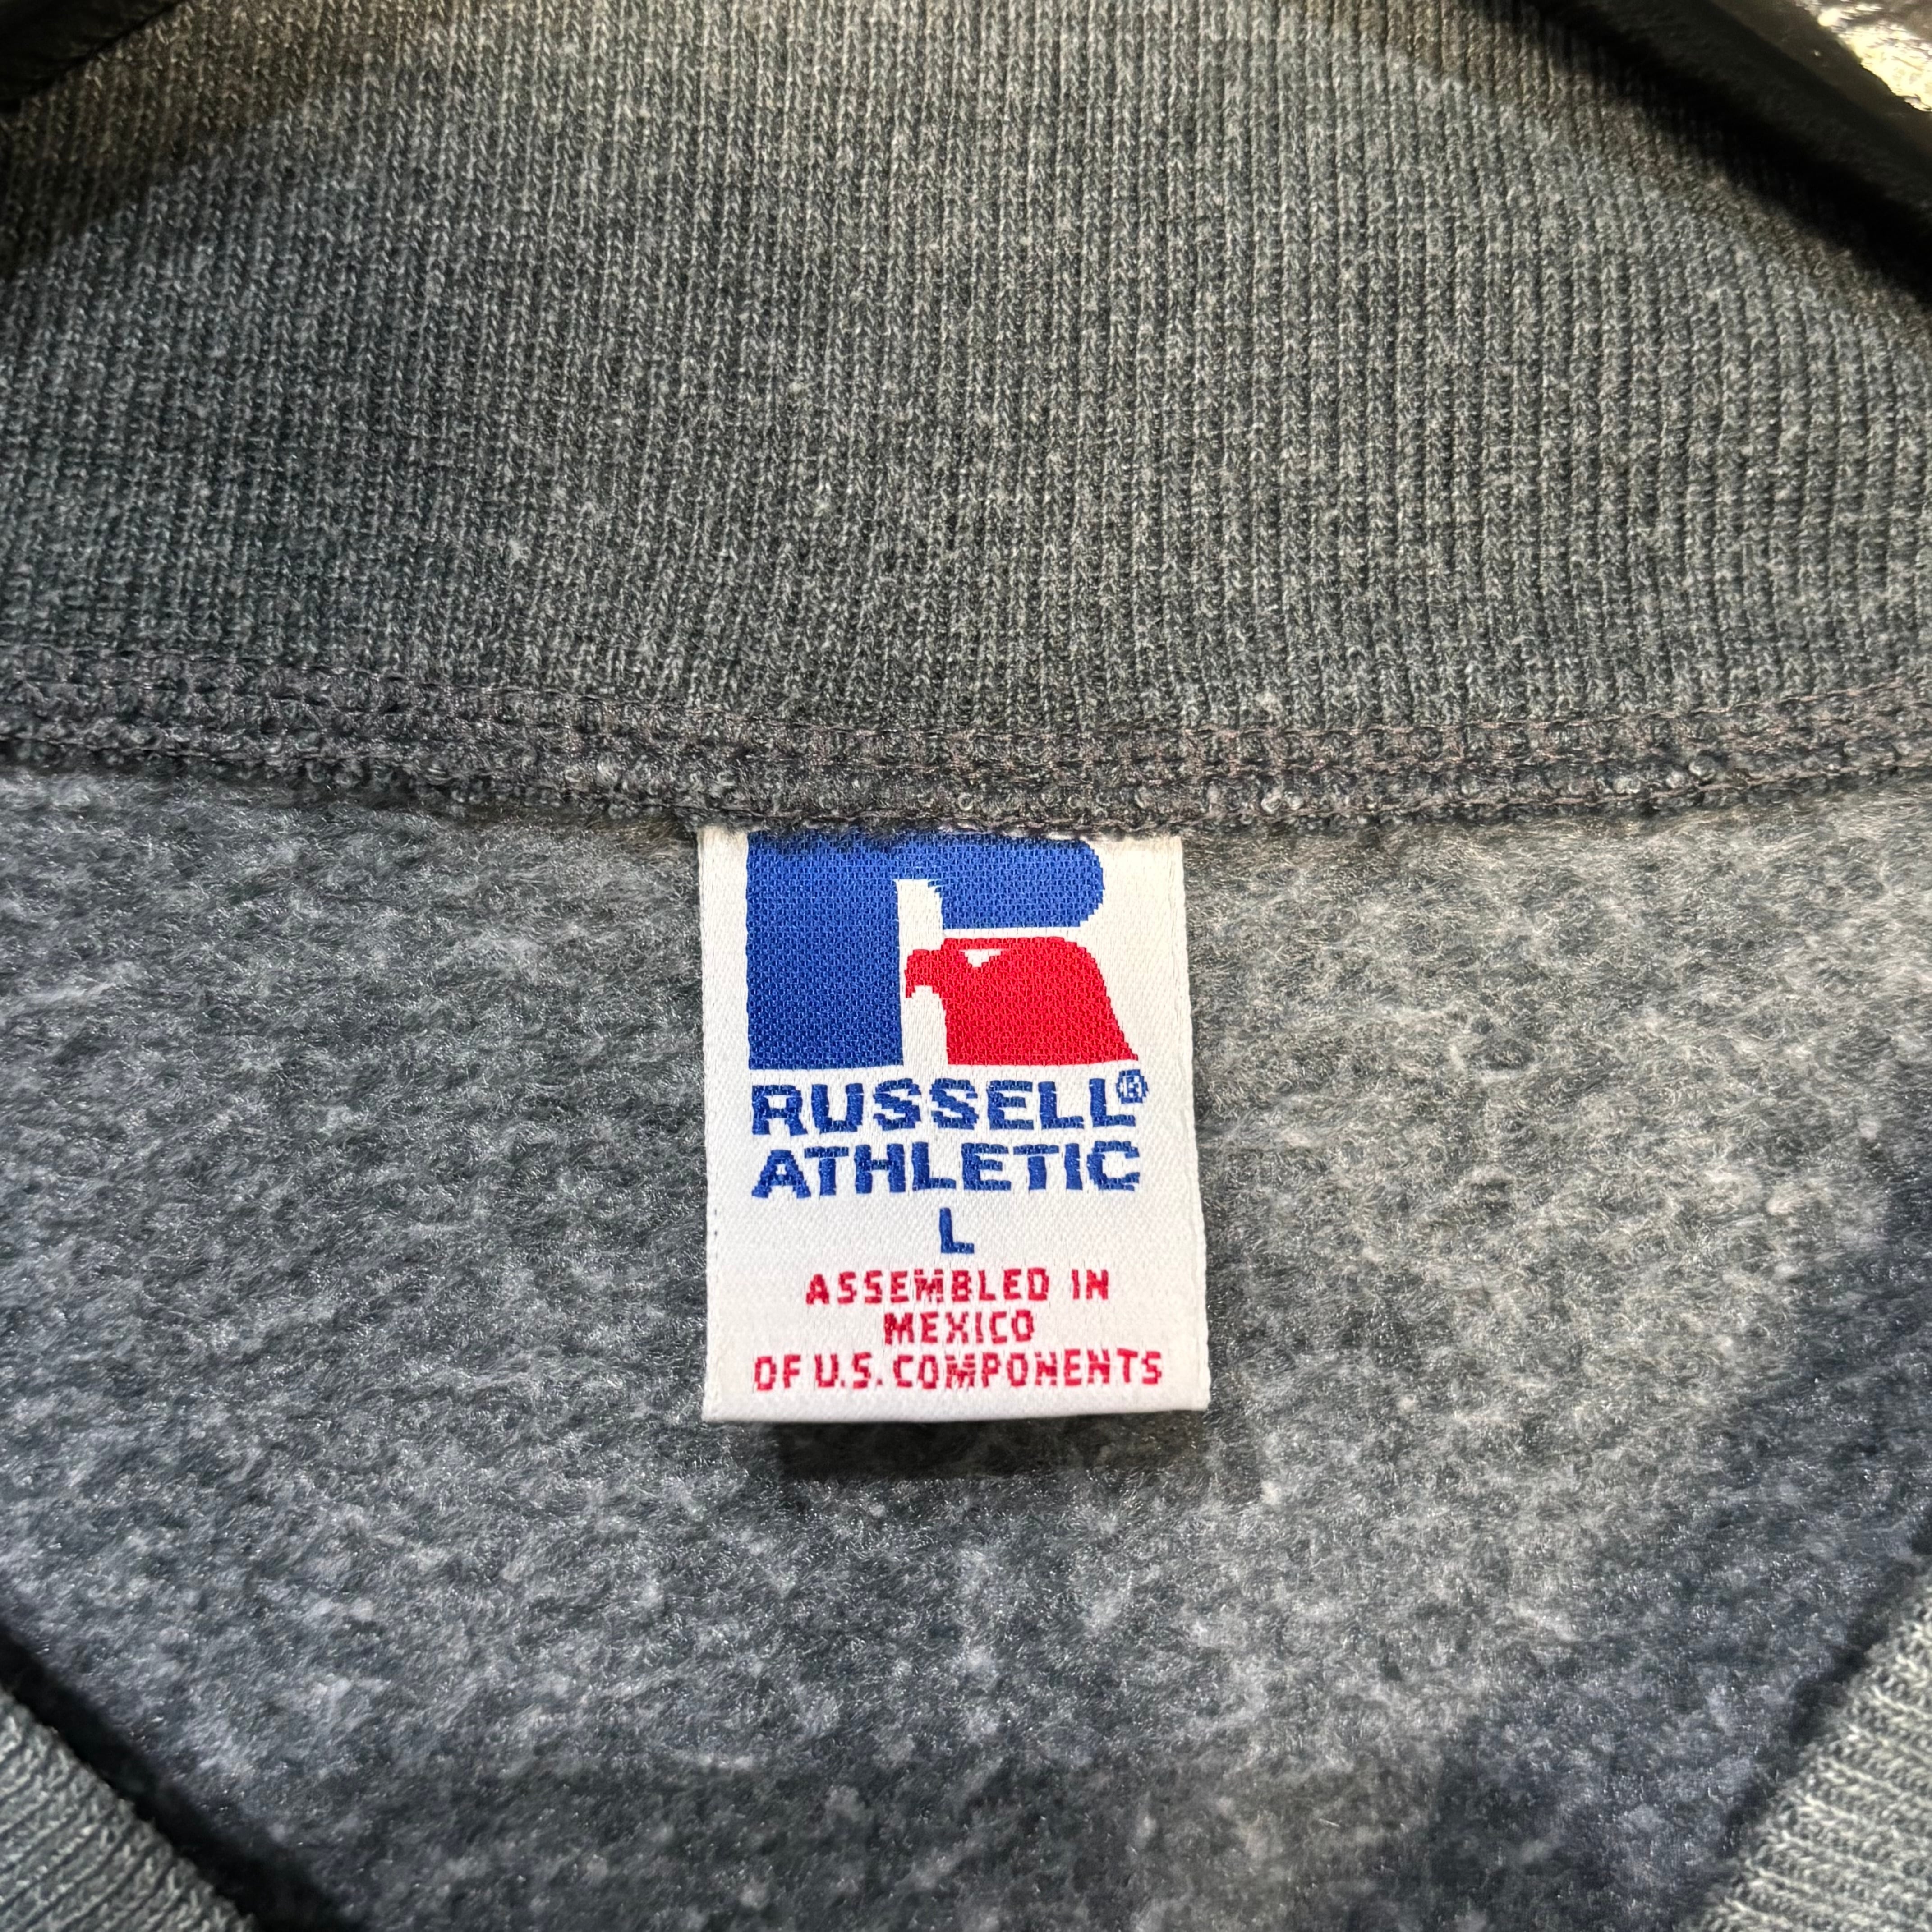 RUSSELL®
ATHLETIC
L
ASSEMBLED IN
MEXICO
OF U.S. COMPONENTS